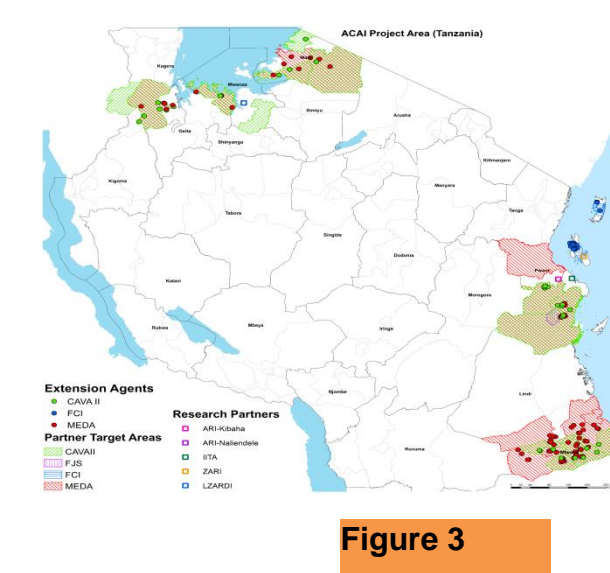 ACAI Project Area (Tanzania)
Kagera
Mwanza
Simiyu
Arusha
Geita
Shinyanga
Kilimanjaro
Kigoma
Manyara
Tabora
Tanga
Singida
Dodoma
Pwani
Katavi
Morogoro
Rukwa
Mbeya
Iringa
Njombe
Lindi
Ruvuma
Extension Agents
CAVA II
FCI
MEDA
Partner Target Areas
CAVAII
FJS
FCI
MEDA
Research Partners
ARI-Kibaha
ARI-Naliendele
IITA
ZARI
LZARDI
Figure 3